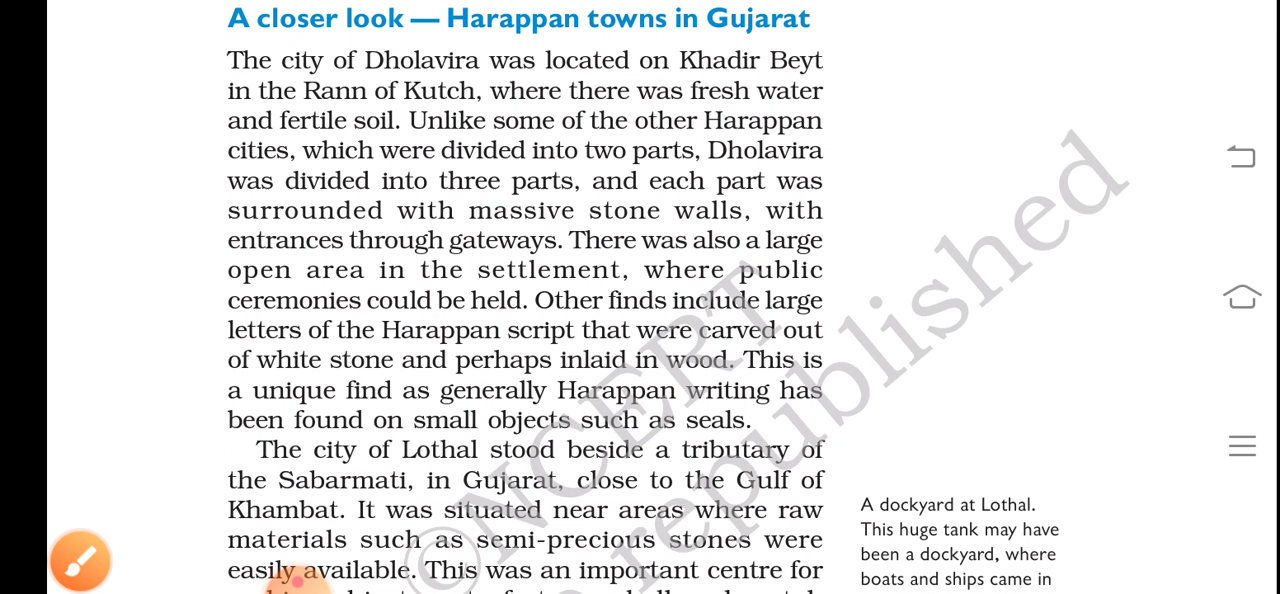 A closer look — Harappan towns in Gujarat
The city of Dholavira was located on Khadir Beyt
in the Rann of Kutch, where there was fresh water
and fertile soil. Unlike some of the other Harappan
cities, which were divided into two parts, Dholavira
was divided into three parts, and each part was
surrounded with massive stone walls, with
entrances through gateways. There was also a large
open area in the settlement, where public
ceremonies could be held. Other finds include large
letters of the Harappan script that were carved out
of white stone and perhaps inlaid in wood. This is
a unique find as generally Harappan writing has
been found on small objects such as seals.
The city of Lothal stood beside a tributary of
the Sabarmati, in Gujarat, close to the Gulf of
Khambat. It was situated near areas where raw
materials such as semi-precious stones were
easily available. This was an important centre for
A dockyard at Lothal.
This huge tank may have
been a dockyard, where
boats and ships came in
©NCERT
republished